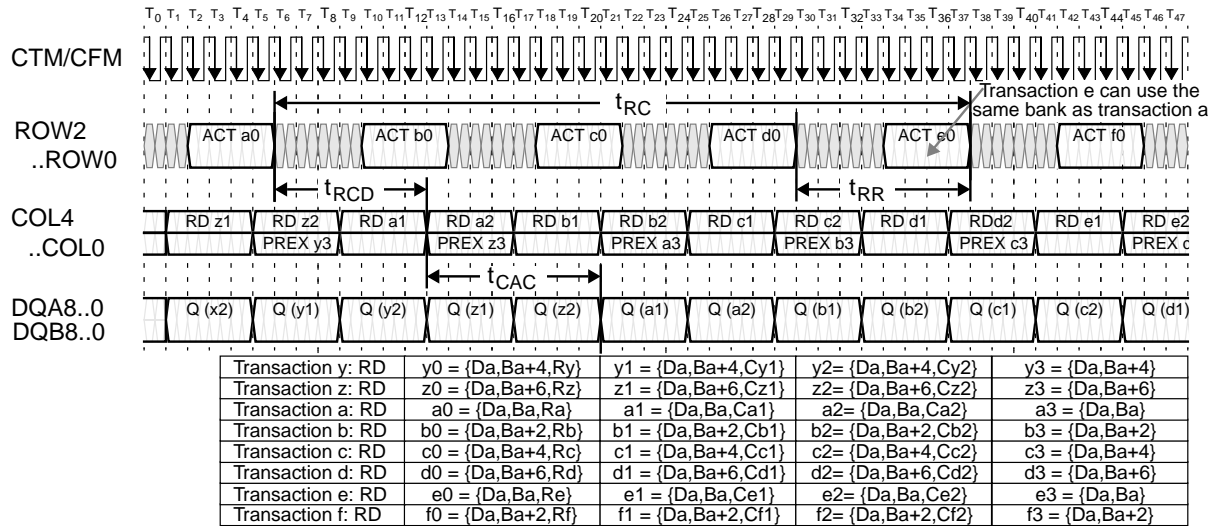 T0 T1 T2 T3 T4 T5 T6 T7 T8 T9 T10 T11 T12 T13 T14 T15 T16 T17 T18 T19 T20 T21 T22 T23 T24 T25 T26 T27 T28 T29 T30 T31 T32 T33 T34 T35 T36 T37 T38 T39 T40 T41 T42 T43 T44 T45 T46 T47
CTM/CFM
Transaction e can use the
same bank as transaction a
tRC
ROW2
..ROW0
ACT a0 ACT b0 ACT c0 ACT d0 ACT e0 ACT f0
tRCD tRR
COL4
..COL0
RD z1 RD z2 RD a1 RD a2 RD b1 RD b2 RD c1 RD c2 RD d1 RDd2 RD e1 RD e2
PREX y3 PREX z3 PREX a3 PREX b3 PREX c3 PREX c
tCAC
DQA8..0
DQB8..0
Q (x2) Q (y1) Q (y2) Q (z1) Q (z2) Q (a1) Q (a2) Q (b1) Q (b2) Q (c1) Q (c2) Q (d1)
Transaction y: RD y0 = {Da,Ba+4,Ry} y1 = {Da,Ba+4,Cy1} y2= {Da,Ba+4,Cy2} y3 = {Da,Ba+4}
Transaction z: RD z0 = {Da,Ba+6,Rz} z1 = {Da,Ba+6,Cz1} z2= {Da,Ba+6,Cz2} z3 = {Da,Ba+6}
Transaction a: RD a0 = {Da,Ba,Ra} a1 = {Da,Ba,Ca1} a2= {Da,Ba,Ca2} a3 = {Da,Ba}
Transaction b: RD b0 = {Da,Ba+2,Rb} b1 = {Da,Ba+2,Cb1} b2= {Da,Ba+2,Cb2} b3 = {Da,Ba+2}
Transaction c: RD c0 = {Da,Ba+4,Rc} c1 = {Da,Ba+4,Cc1} c2= {Da,Ba+4,Cc2} c3 = {Da,Ba+4}
Transaction d: RD d0 = {Da,Ba+6,Rd} d1 = {Da,Ba+6,Cd1} d2= {Da,Ba+6,Cd2} d3 = {Da,Ba+6}
Transaction e: RD e0 = {Da,Ba,Re} e1 = {Da,Ba,Ce1} e2= {Da,Ba,Ce2} e3 = {Da,Ba}
Transaction f: RD f0 = {Da,Ba+2,Rf} f1 = {Da,Ba+2,Cf1} f2= {Da,Ba+2,Cf2} f3 = {Da,Ba+2}